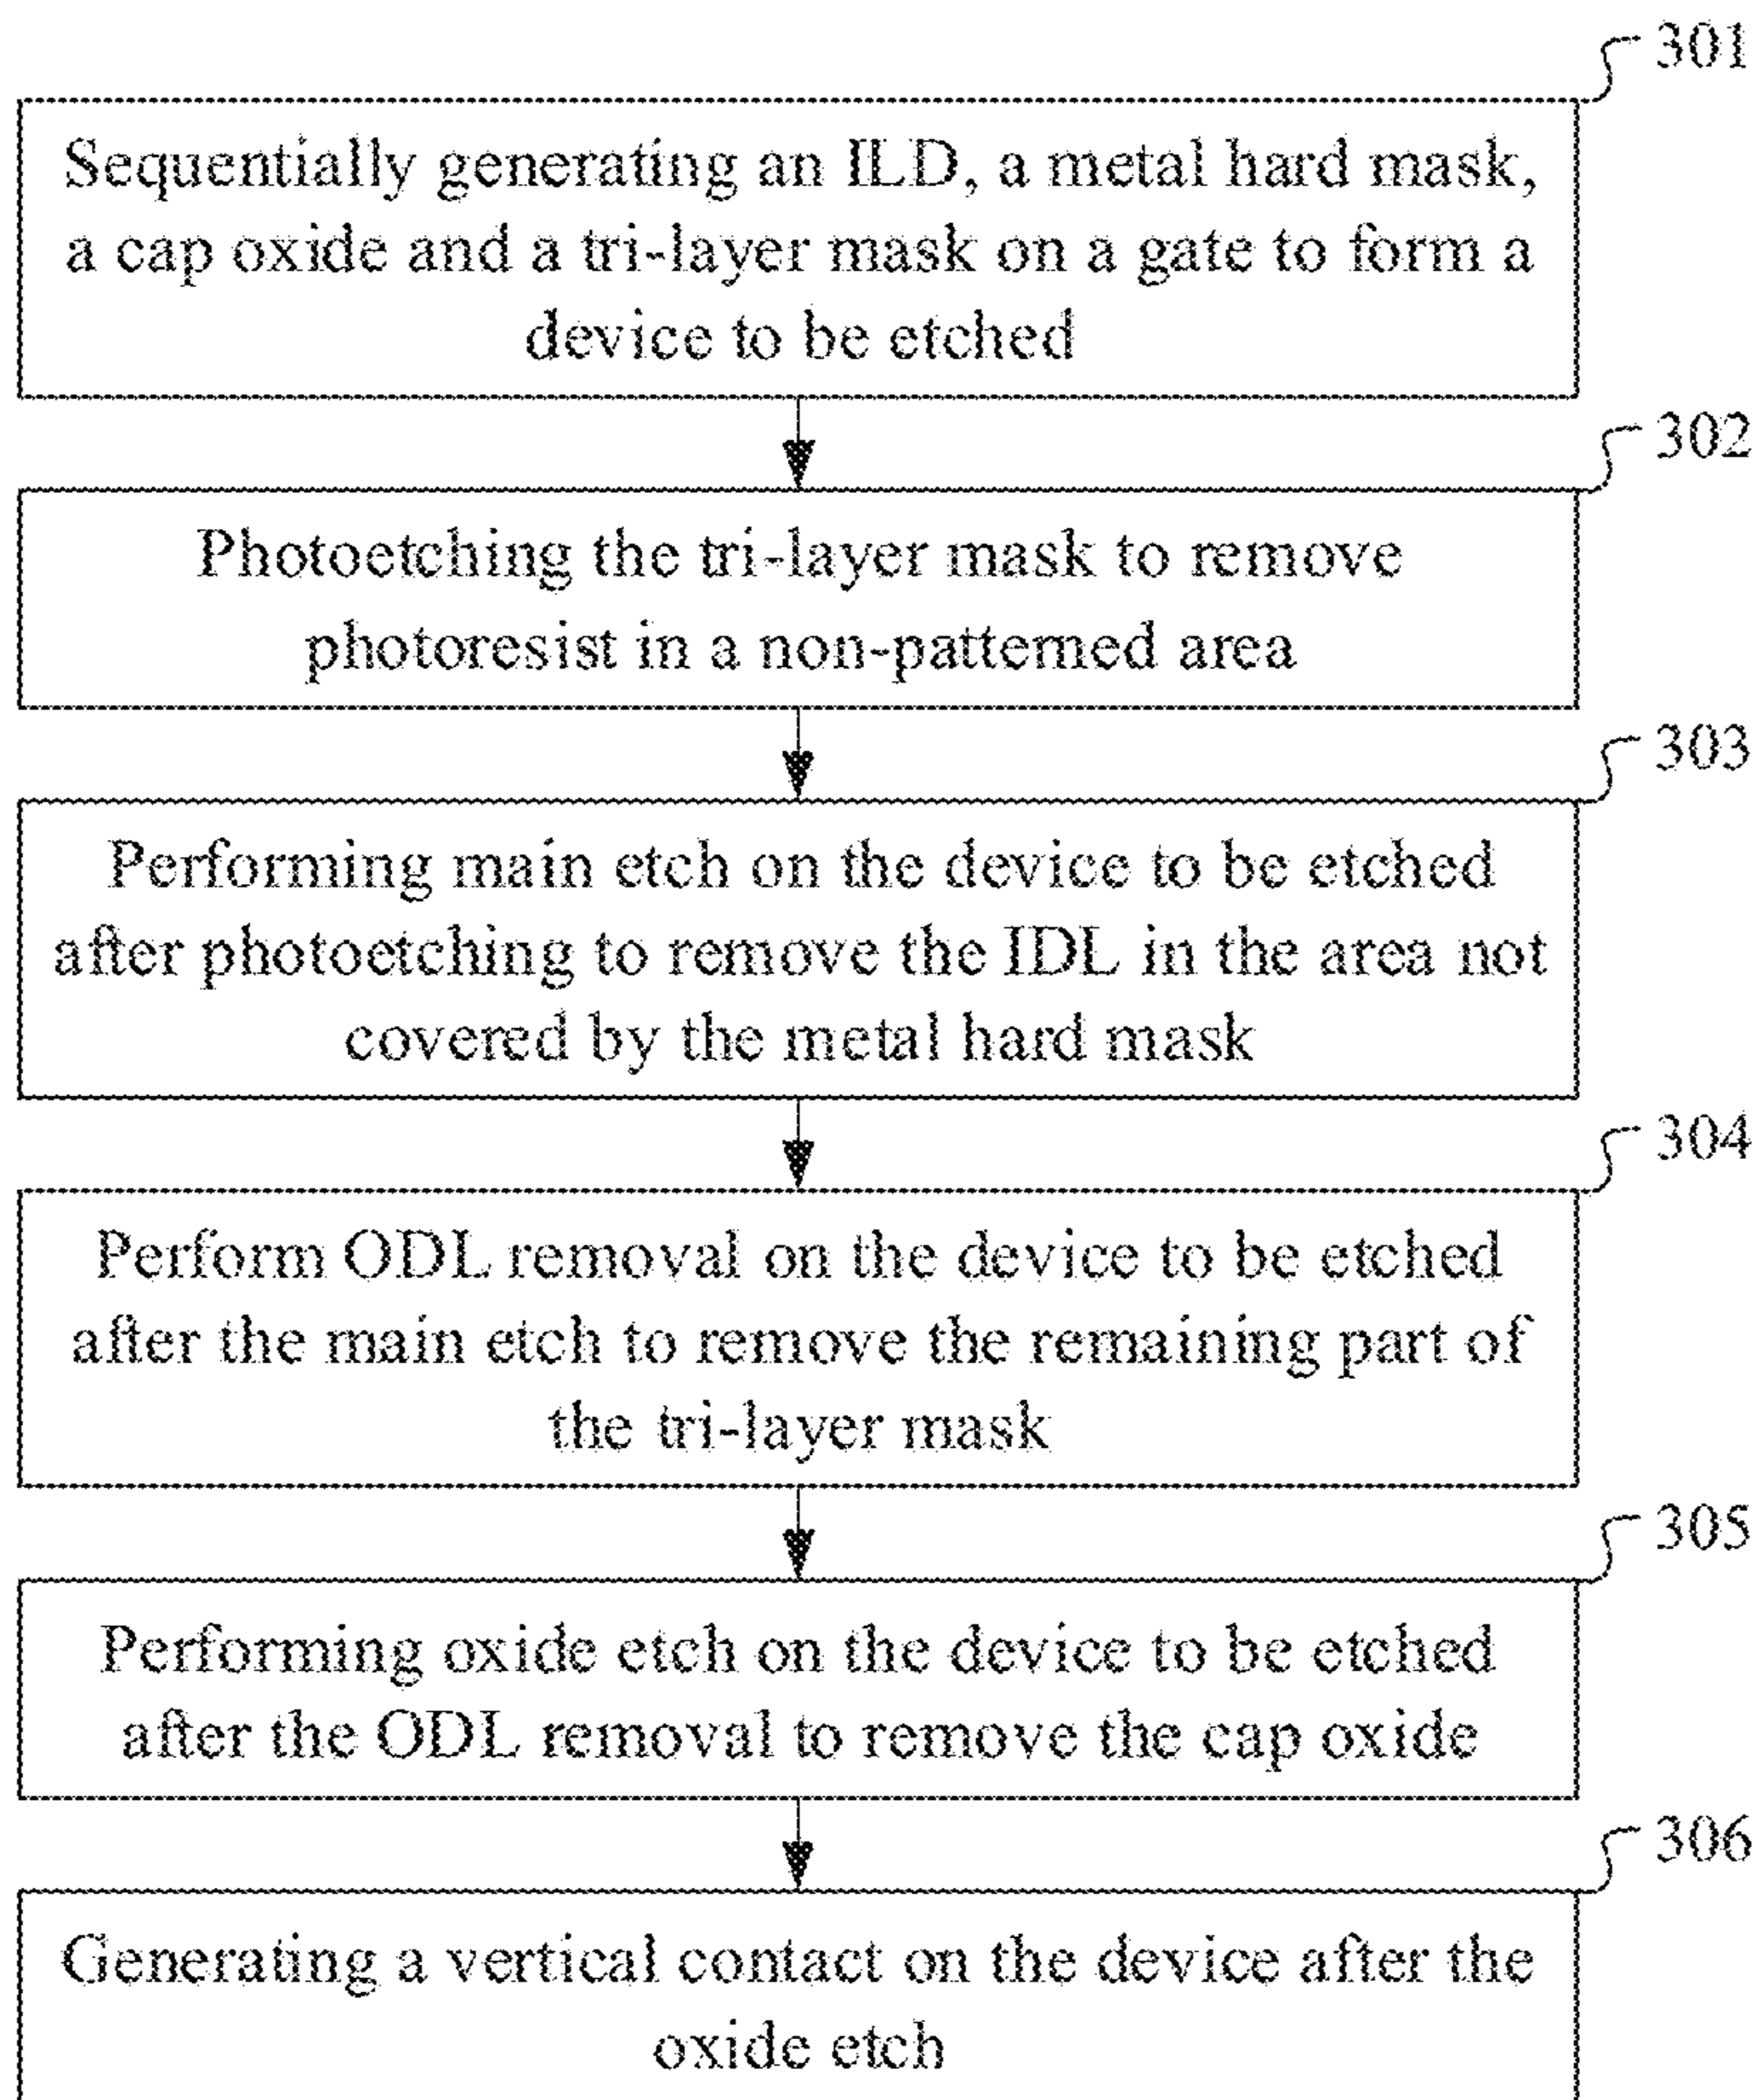 301
Sequentially generating an ILD, a metal hard mask,
a cap oxide and a tri-layer mask on a gate to form a
device to be etched
302
Photoetching the tri-layer mask to remove
photoresist in a non-patterned area
303
Performing main etch on the device to be etched
after photoetching to remove the IDL in the area not
covered by the metal hard mask
304
Perform ODL removal on the device to be etched
after the main etch to remove the remaining part of
the tri-layer mask
305
Performing oxide etch on the device to be etched
after the ODL removal to remove the cap oxide
306
Generating a vertical contact on the device after the
oxide etch